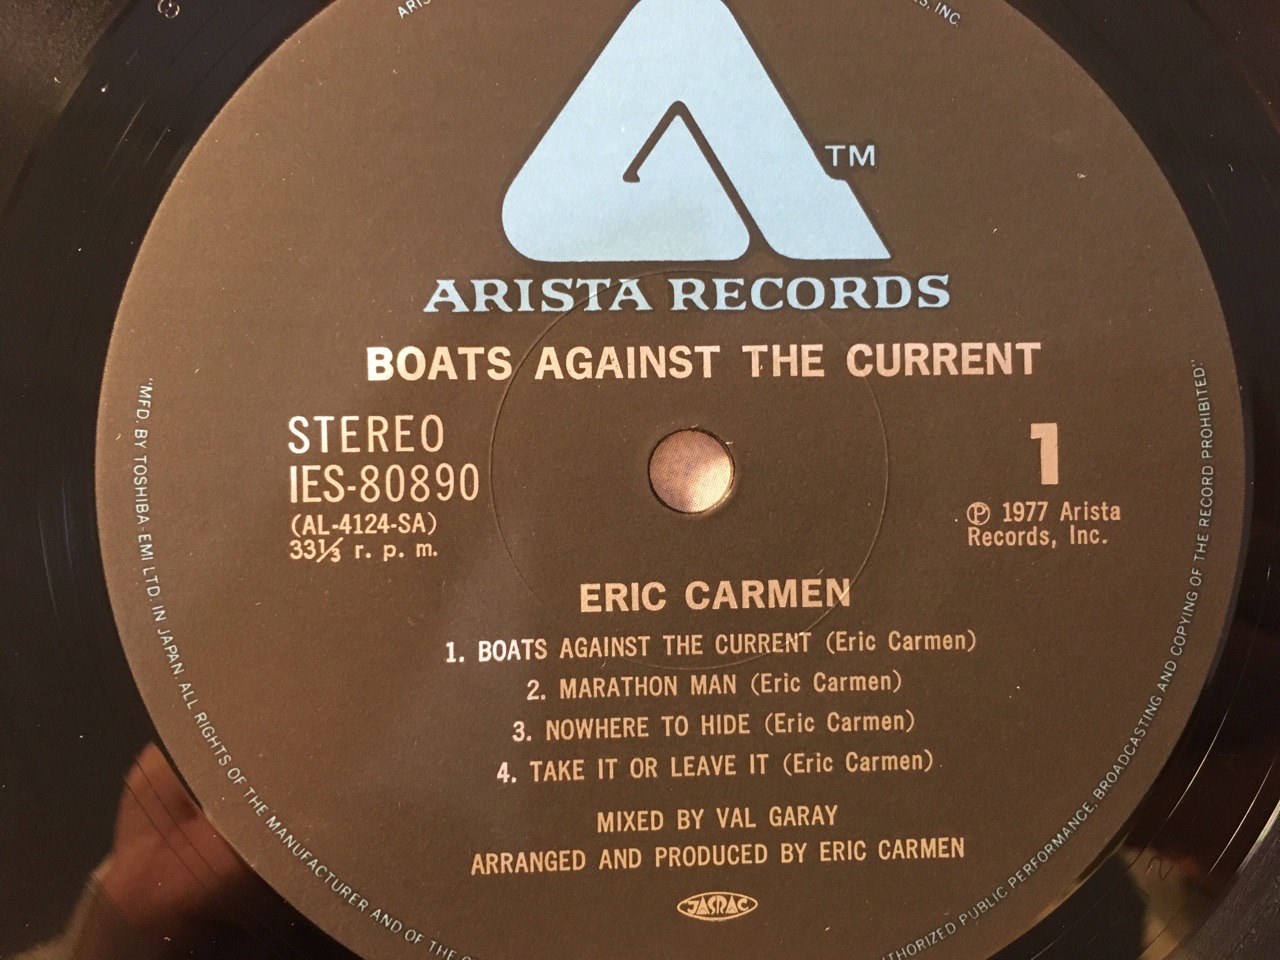 INC.
TM
ARISTA RECORDS
BOATS AGAINST THE CURRENT
STEREO
IES-80890
(AL-4124-SA)
33⅓ r. p. m.
1
Ⓟ 1977 Arista
Records, Inc.
ERIC CARMEN
1. BOATS AGAINST THE CURRENT (Eric Carmen)
2. MARATHON MAN (Eric Carmen)
3. NOWHERE TO HIDE (Eric Carmen)
4. TAKE IT OR LEAVE IT (Eric Carmen)
MIXED BY VAL GARAY
ARRANGED AND PRODUCED BY ERIC CARMEN
JASRAC
"MFD. BY TOSHIBA-EMI LTD. IN JAPAN. ALL RIGHTS OF THE MANUFACTURER AND OF THE
PUBLIC PERFORMANCE, BROADCASTING AND COPYING OF THE RECORD PROHIBITED."